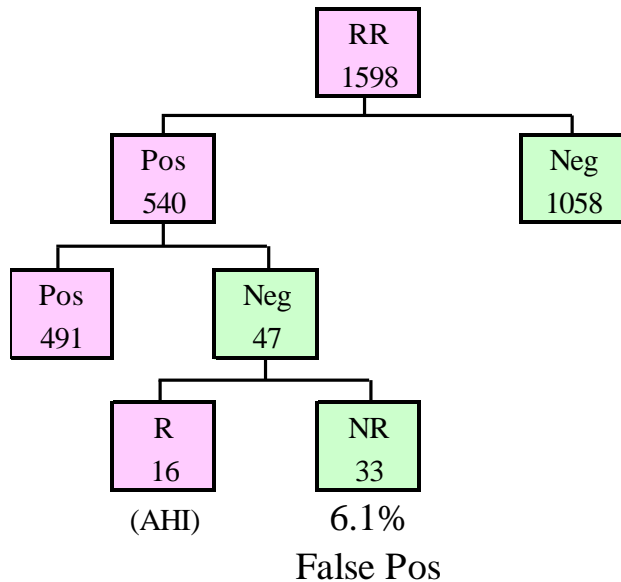 RR
1598
Pos
540
Neg
1058
Pos
491
Neg
47
R
16
NR
33
(AHI)
6.1%
False Pos